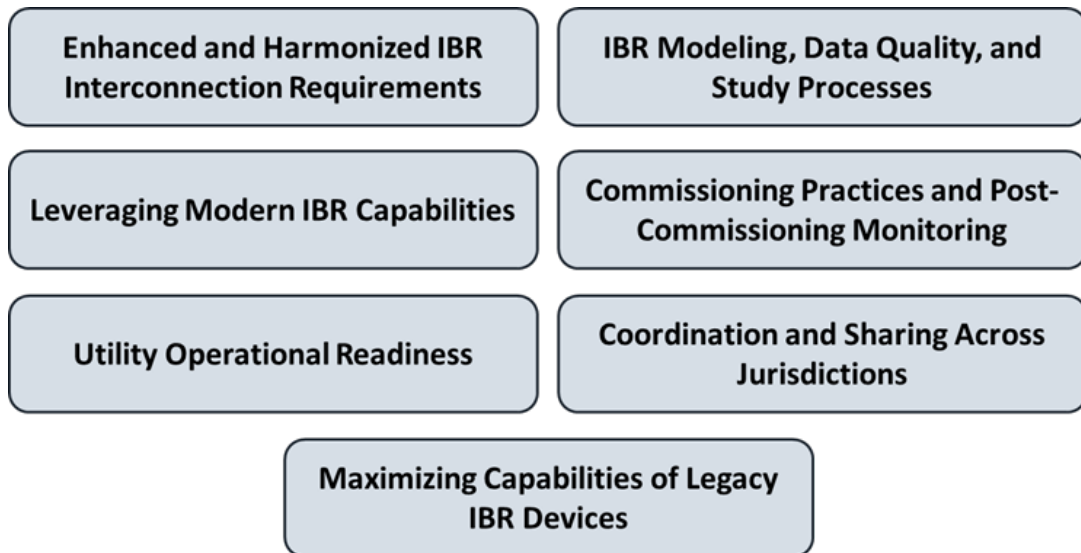 Enhanced and Harmonized IBR
Interconnection Requirements
IBR Modeling, Data Quality, and
Study Processes
Leveraging Modern IBR Capabilities
Commissioning Practices and Post-
Commissioning Monitoring
Utility Operational Readiness
Coordination and Sharing Across
Jurisdictions
Maximizing Capabilities of Legacy
IBR Devices